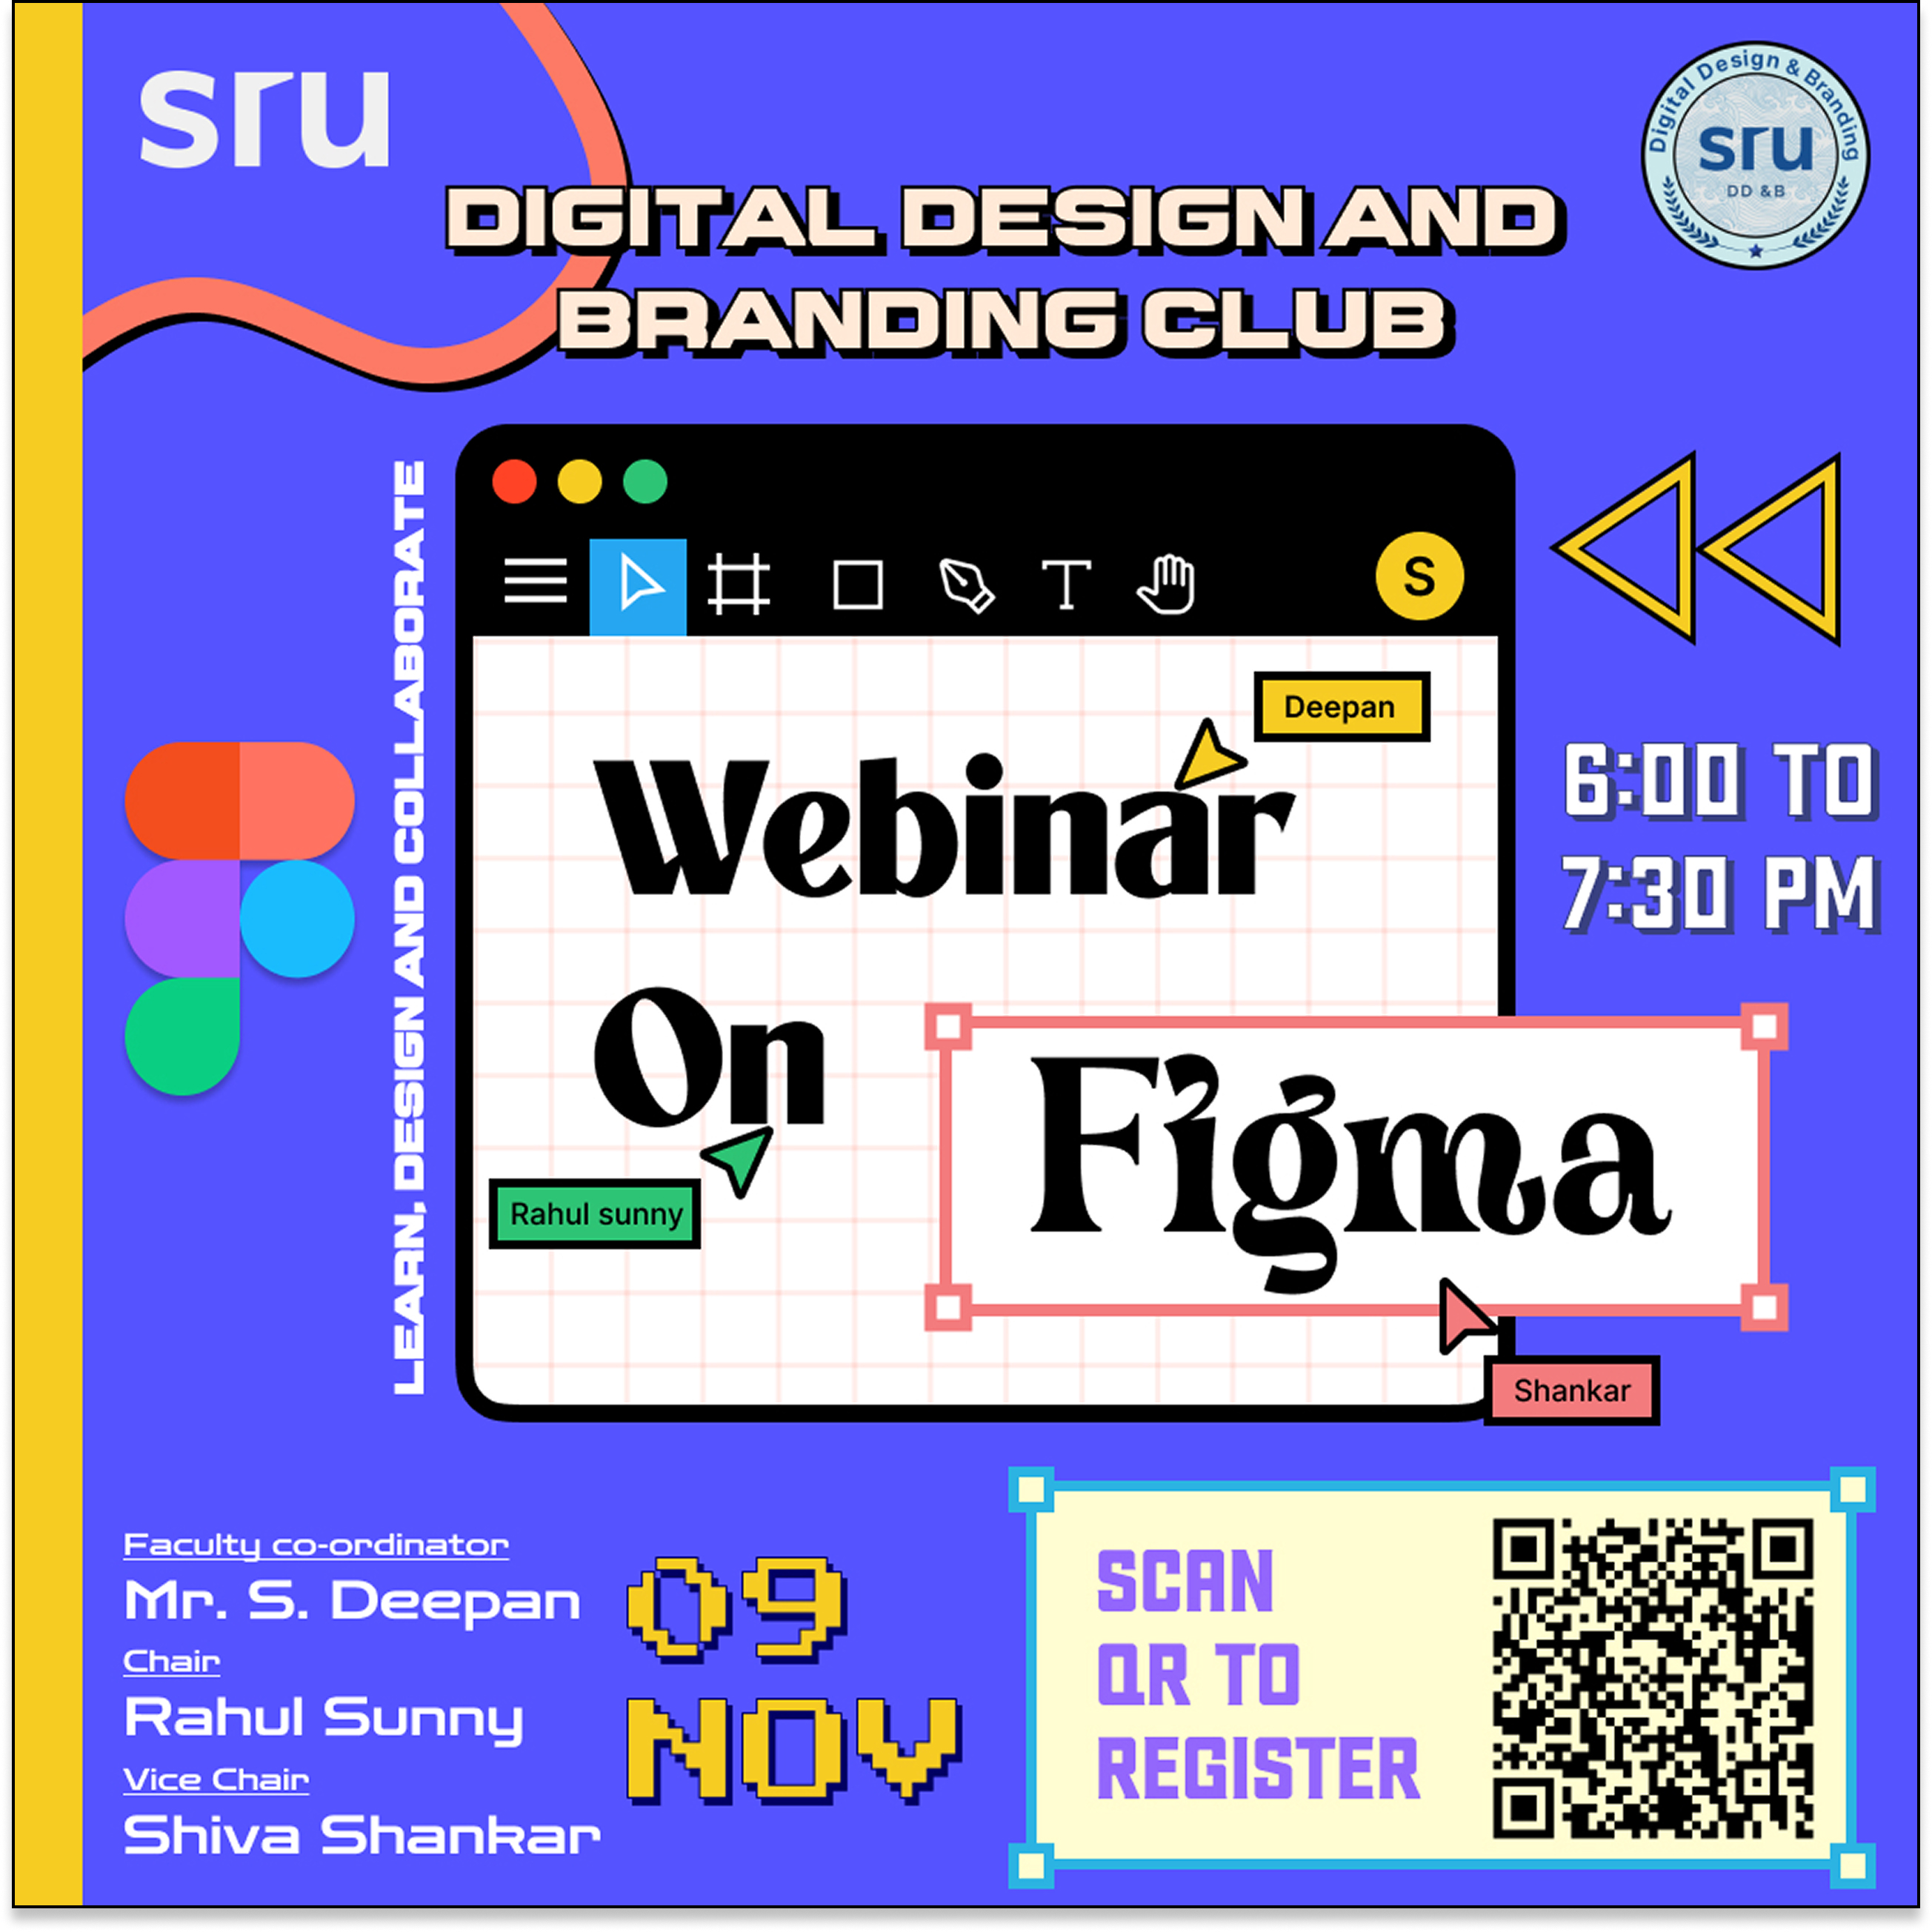 sru
Digital Design & Branding
sru
DD &B
DIGITAL DESIGN AND
BRANDING CLUB
LEARN, DESIGN AND COLLABORATE
T
S
Deepan
Webinar
6:00 TO
7:30 PM
On
Figma
Rahul sunny
Shankar
Faculty co-ordinator
Mr. S. Deepan
Chair
Rahul Sunny
Vice Chair
Shiva Shankar
09
NOV
SCAN
QR TO
REGISTER